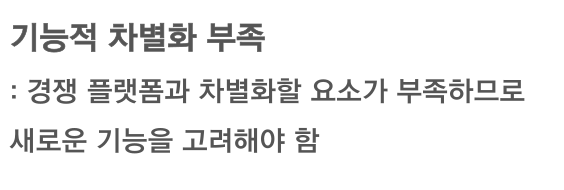 기능적 차별화 부족
: 경쟁 플랫폼과 차별화할 요소가 부족하므로
새로운 기능을 고려해야 함